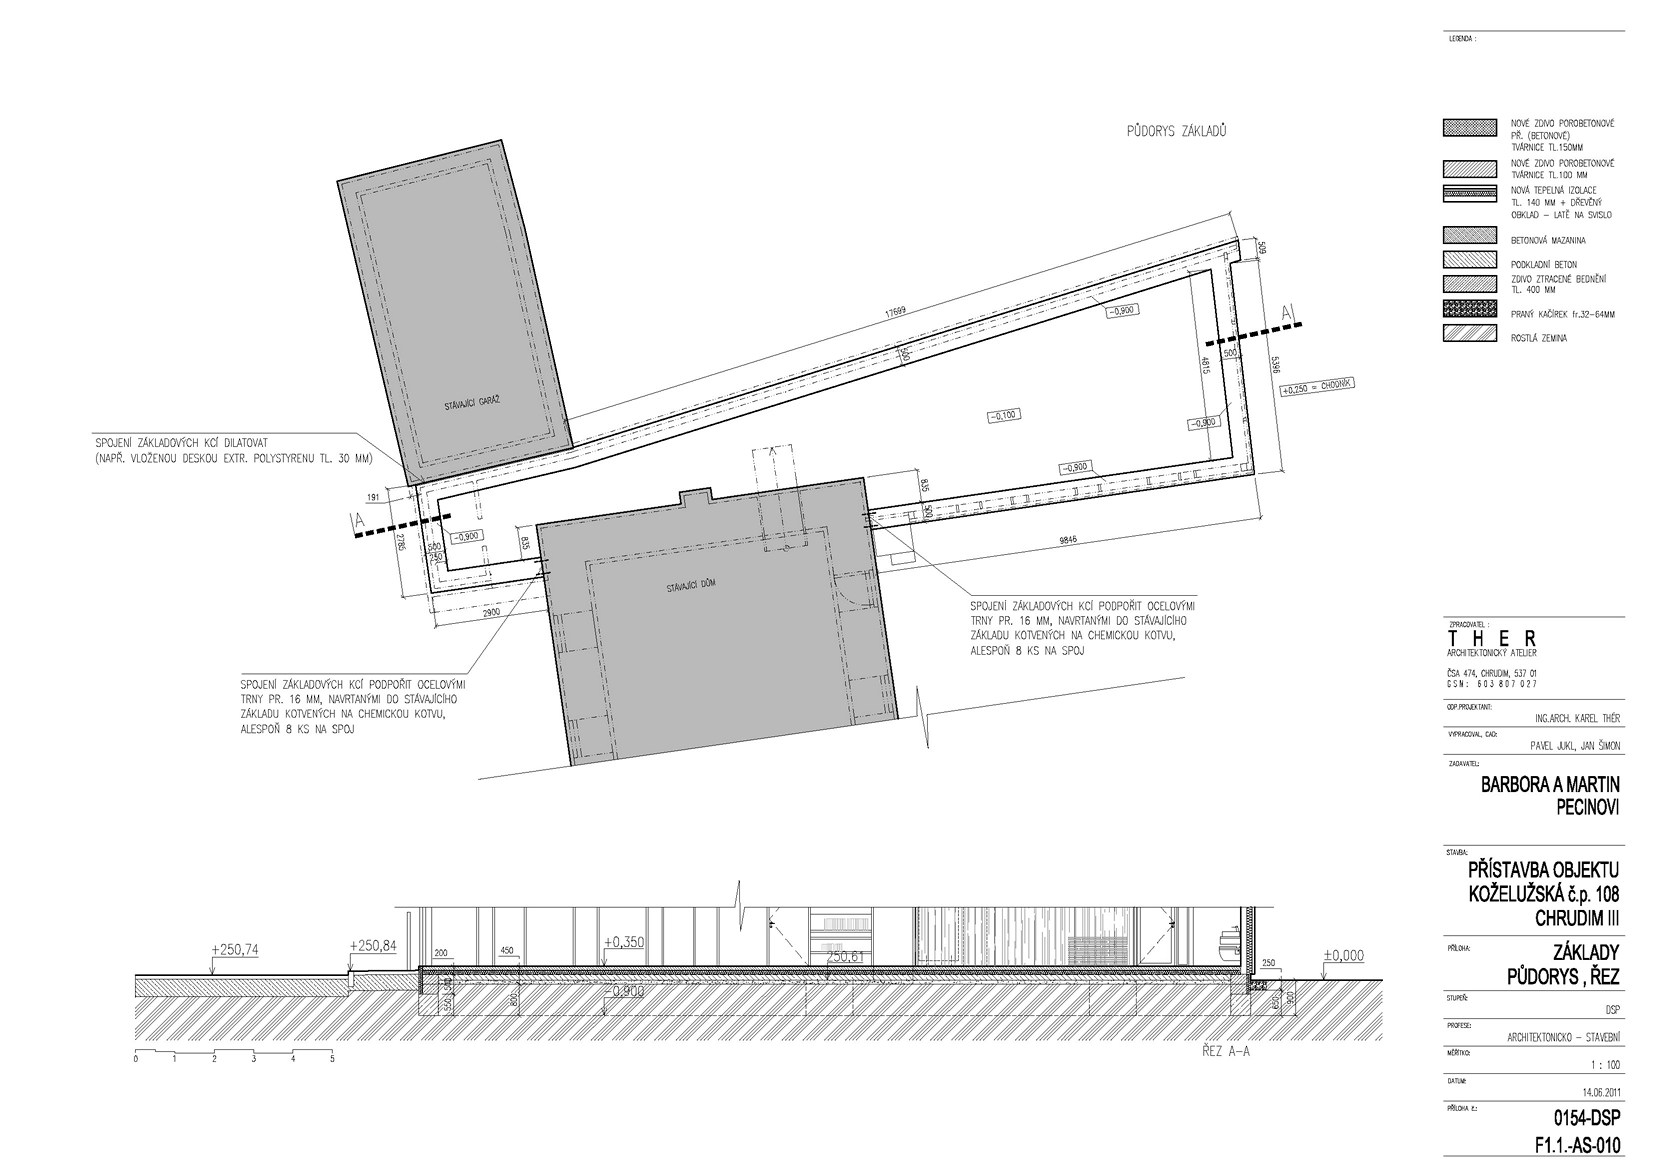 PŮDORYS ZÁKLADŮ
17699
509
-0,900
A
500
4815
500
5396
+0,250 = CHODNÍK
-0,100
-0,900
-0,900
STÁVAJÍCÍ GARÁŽ
SPOJENÍ ZÁKLADOVÝCH KCÍ DILATOVAT
(NAPŘ. VLOŽENOU DESKOU EXTR. POLYSTYRENU TL. 30 MM)
191
A
2785
-0,900
500
250
835
2900
835
500
9846
STÁVAJÍCÍ DŮM
SPOJENÍ ZÁKLADOVÝCH KCÍ PODPOŘIT OCELOVÝMI
TRNY PR. 16 MM, NAVRTANÝMI DO STÁVAJÍCÍHO
ZÁKLADU KOTVENÝCH NA CHEMICKOU KOTVU,
ALESPOŇ 8 KS NA SPOJ
SPOJENÍ ZÁKLADOVÝCH KCÍ PODPOŘIT OCELOVÝMI
TRNY PR. 16 MM, NAVRTANÝMI DO STÁVAJÍCÍHO
ZÁKLADU KOTVENÝCH NA CHEMICKOU KOTVU,
ALESPOŇ 8 KS NA SPOJ
+250,74
+250,84
200
450
+0,350
250,61
250
±0,000
550
800
-0,900
650
900
ŘEZ A-A
0 1 2 3 4 5
LEGENDA :
NOVÉ ZDIVO POROBETONOVÉ
PŘ. (BETONOVÉ)
TVÁRNICE TL.150MM
NOVÉ ZDIVO POROBETONOVÉ
TVÁRNICE TL.100 MM
NOVÁ TEPELNÁ IZOLACE
TL. 140 MM + DŘEVĚNÝ
OBKLAD – LATĚ NA SVISLO
BETONOVÁ MAZANINA
PODKLADNÍ BETON
ZDIVO ZTRACENÉ BEDNĚNÍ
TL. 400 MM
PRANÝ KAČÍREK fr.32-64MM
ROSTLÁ ZEMINA
ZPRACOVATEL :
THER
ARCHITEKTONICKÝ ATELIER
ČSA 474, CHRUDIM, 537 01
GSM: 603 807 027
ODP.PROJEKTANT:
ING.ARCH. KAREL THÉR
VYPRACOVAL, CAD:
PAVEL JUKL, JAN ŠIMON
ZADAVATEL:
BARBORA A MARTIN
PECINOVI
STAVBA:
PŘÍSTAVBA OBJEKTU
KOŽELUŽSKÁ č.p. 108
CHRUDIM III
PŘÍLOHA:
ZÁKLADY
PŮDORYS , ŘEZ
STUPEŇ:
DSP
PROFESE:
ARCHITEKTONICKO – STAVEBNÍ
MĚŘÍTKO:
1 : 100
DATUM:
14.06.2011
PŘÍLOHA č.:
0154-DSP
F1.1.-AS-010